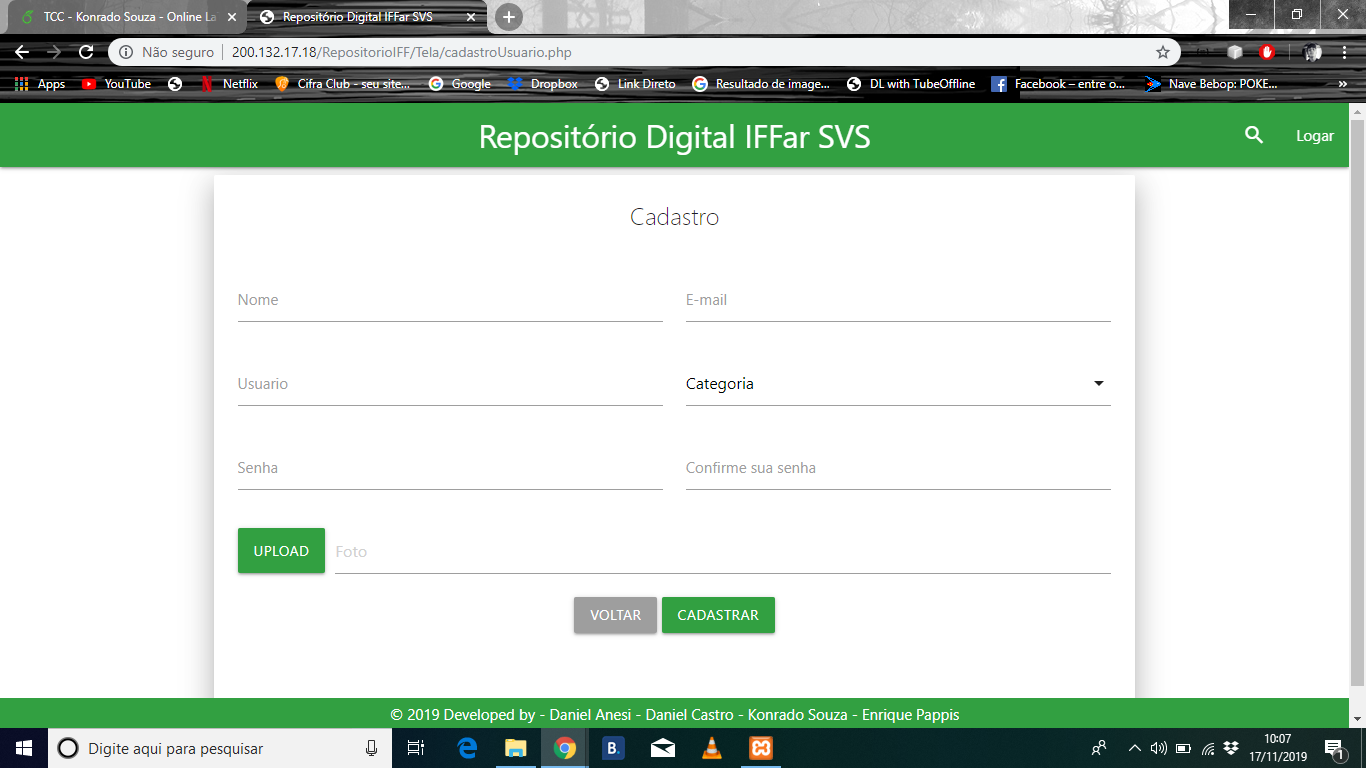 TCC - Konrado Souza - Online La
Repositório Digital IFFar SVS
Não seguro
200.132.17.18/RepositorioIFF/Tela/cadastroUsuario.php
Apps
YouTube
Netflix
Cifra Club - seu site...
Google
Dropbox
Link Direto
Resultado de image...
DL with TubeOffline
Facebook – entre o...
Nave Bebop: POKE...
»
Repositório Digital IFFar SVS
Logar
Cadastro
Nome
E-mail
Usuario
Categoria
Senha
Confirme sua senha
UPLOAD
Foto
VOLTAR
CADASTRAR
© 2019 Developed by - Daniel Anesi - Daniel Castro - Konrado Souza - Enrique Pappis
Digite aqui para pesquisar
B.
10:07
17/11/2019
1